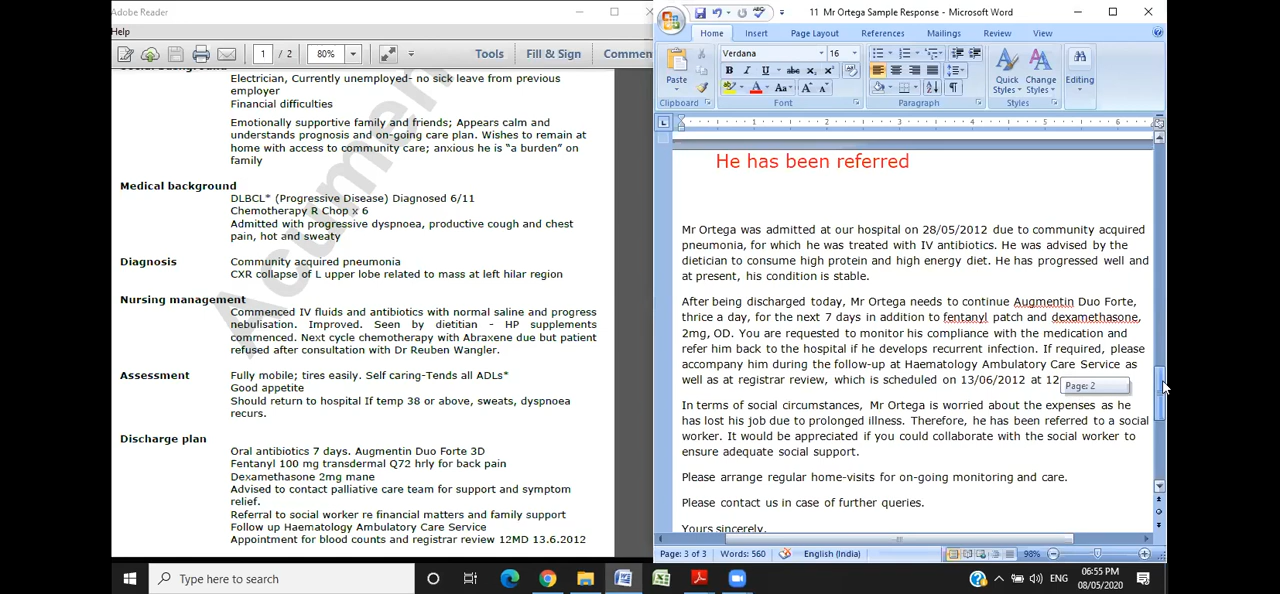 Adobe Reader
Help
1 / 2 80% Tools Fill & Sign Commen
Electrician, Currently unemployed- on sick leave from previous
employer
Financial difficulties
Emotionally supportive family and friends; Appears calm and
understands prognosis and on-going care plan. Wishes to remain at
home with access to community care; anxious he is “a burden” on
family
Medical background
DLBCL* (Progressive Disease) Diagnosed 6/11
Chemotherapy R Chop x 6
Admitted with progressive dyspnoea, productive cough and chest
pain, hot and sweaty
Diagnosis Community acquired pneumonia
CXR collapse of L upper lobe related to mass at left hilar region
Nursing management
Commenced IV fluids and antibiotics with normal saline and progress
nebulisation. Improved. Seen by dietitian - HP supplements
commenced. Next cycle chemotherapy with Abraxene due but patient
refused after consultation with Dr Reuben Wangler.
Assessment Fully mobile; tires easily. Self caring-Tends all ADLs*
Good appetite
Should return to hospital If temp 38 or above, sweats, dyspnoea
recurs.
Discharge plan
Oral antibiotics 7 days. Augmentin Duo Forte 3D
Fentanyl 100 mg transdermal Q72 hrly for back pain
Dexamethasone 2mg mane
Advised to contact palliative care team for support and symptom
relief.
Referral to social worker re financial matters and family support
Follow up Haematology Ambulatory Care Service
Appointment for blood counts and registrar review 12MD 13.6.2012
Acumen
11 Mr Ortega Sample Response - Microsoft Word
Home Insert Page Layout References Mailings Review View
Verdana 16
Paste Quick Styles Change Styles Editing
Clipboard Font Paragraph Styles
1 2 3 4 5 6
He has been referred
Mr Ortega was admitted at our hospital on 28/05/2012 due to community acquired
pneumonia, for which he was treated with IV antibiotics. He was advised by the
dietician to consume high protein and high energy diet. He has progressed well and
at present, his condition is stable.
After being discharged today, Mr Ortega needs to continue Augmentin Duo Forte,
thrice a day, for the next 7 days in addition to fentanyl patch and dexamethasone,
2mg, OD. You are requested to monitor his compliance with the medication and
refer him back to the hospital if he develops recurrent infection. If required, please
accompany him during the follow-up at Haematology Ambulatory Care Service as
well as at registrar review, which is scheduled on 13/06/2012 at 12
Page: 2
In terms of social circumstances, Mr Ortega is worried about the expenses as he
has lost his job due to prolonged illness. Therefore, he has been referred to a social
worker. It would be appreciated if you could collaborate with the social worker to
ensure adequate social support.
Please arrange regular home-visits for on-going monitoring and care.
Please contact us in case of further queries.
Yours sincerely,
Page: 3 of 3 Words: 560 English (India) 98%
Type here to search
ENG
06:55 PM
08/05/2020